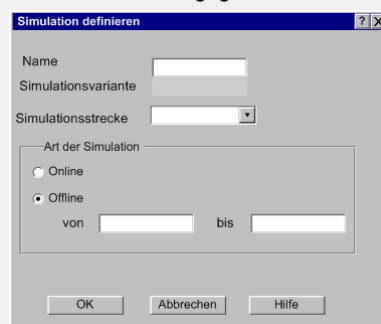 Simulation definieren
Name
Simulationsvariante
Simulationsstrecke
Art der Simulation
Online
Offline
von bis
OK Abbrechen Hilfe